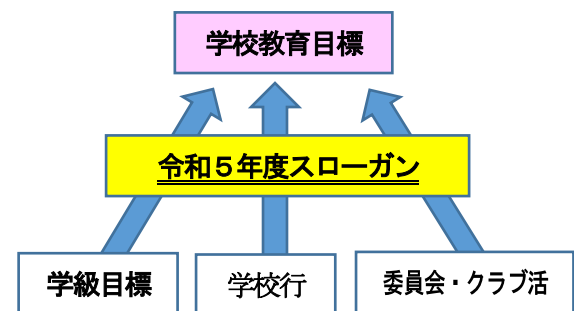 学校教育目標
令和５年度スローガン
学級目標
学校行
委員会・クラブ活